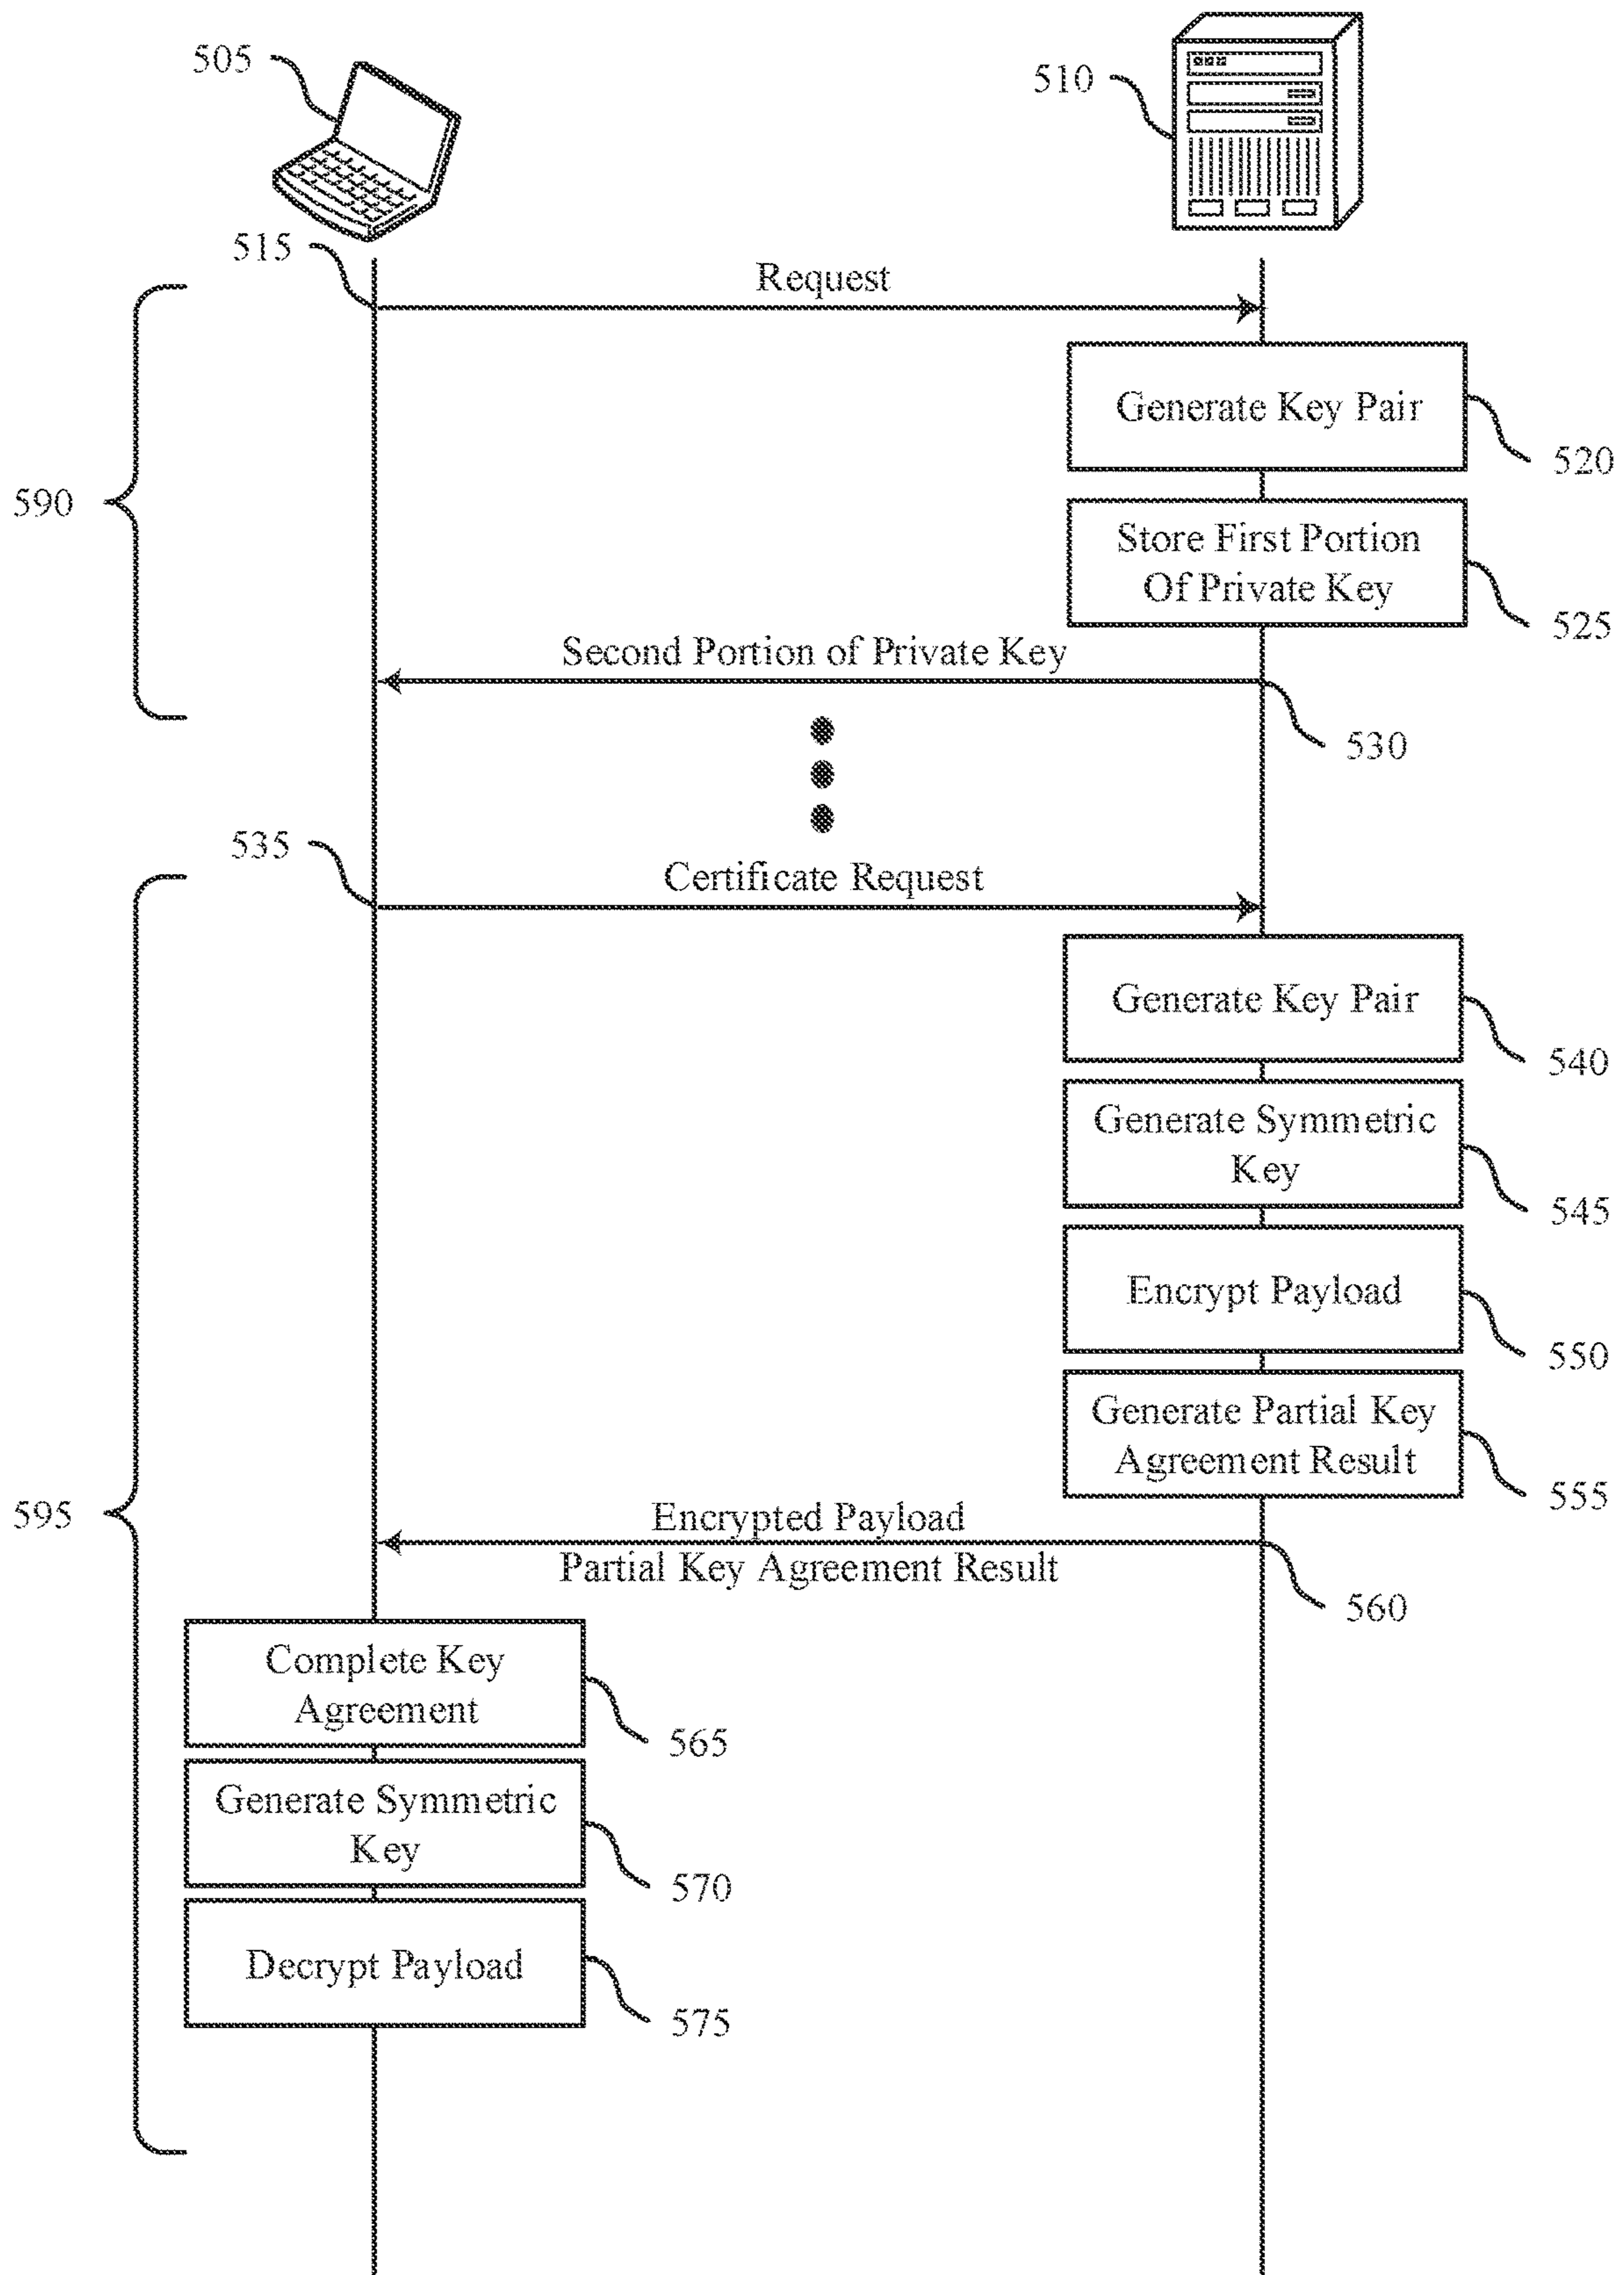 505
510
515
Request
Generate Key Pair
520
590
Store First Portion
Of Private Key
525
Second Portion of Private Key
530
535
Certificate Request
Generate Key Pair
540
Generate Symmetric
Key
545
Encrypt Payload
550
Generate Partial Key
Agreement Result
555
595
Encrypted Payload
Partial Key Agreement Result
560
Complete Key
Agreement
565
Generate Symmetric
Key
570
Decrypt Payload
575